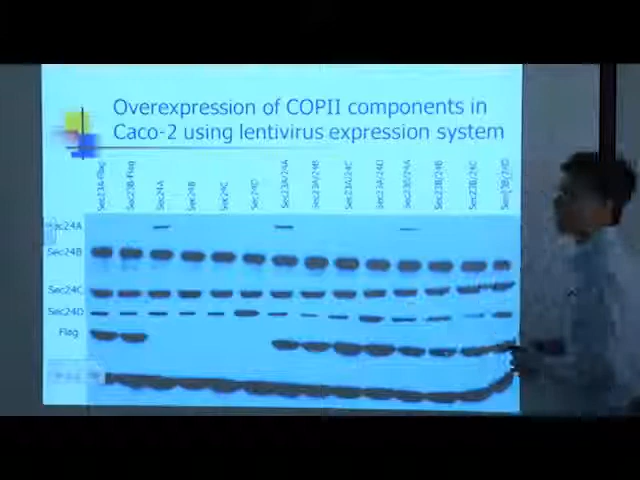 Overexpression of COPII components in
Caco-2 using lentivirus expression system
Sec23A-Flag
Sec23B-Flag
Sec24A
Sec24B
Sec24C
Sec24D
Sec23A/24A
Sec23A/24B
Sec23A/24C
Sec23A/24D
Sec23B/24A
Sec23B/24B
Sec23B/24C
Sec23B/24D
Sec24A
Sec24B
Sec24C
Sec24D
Flag